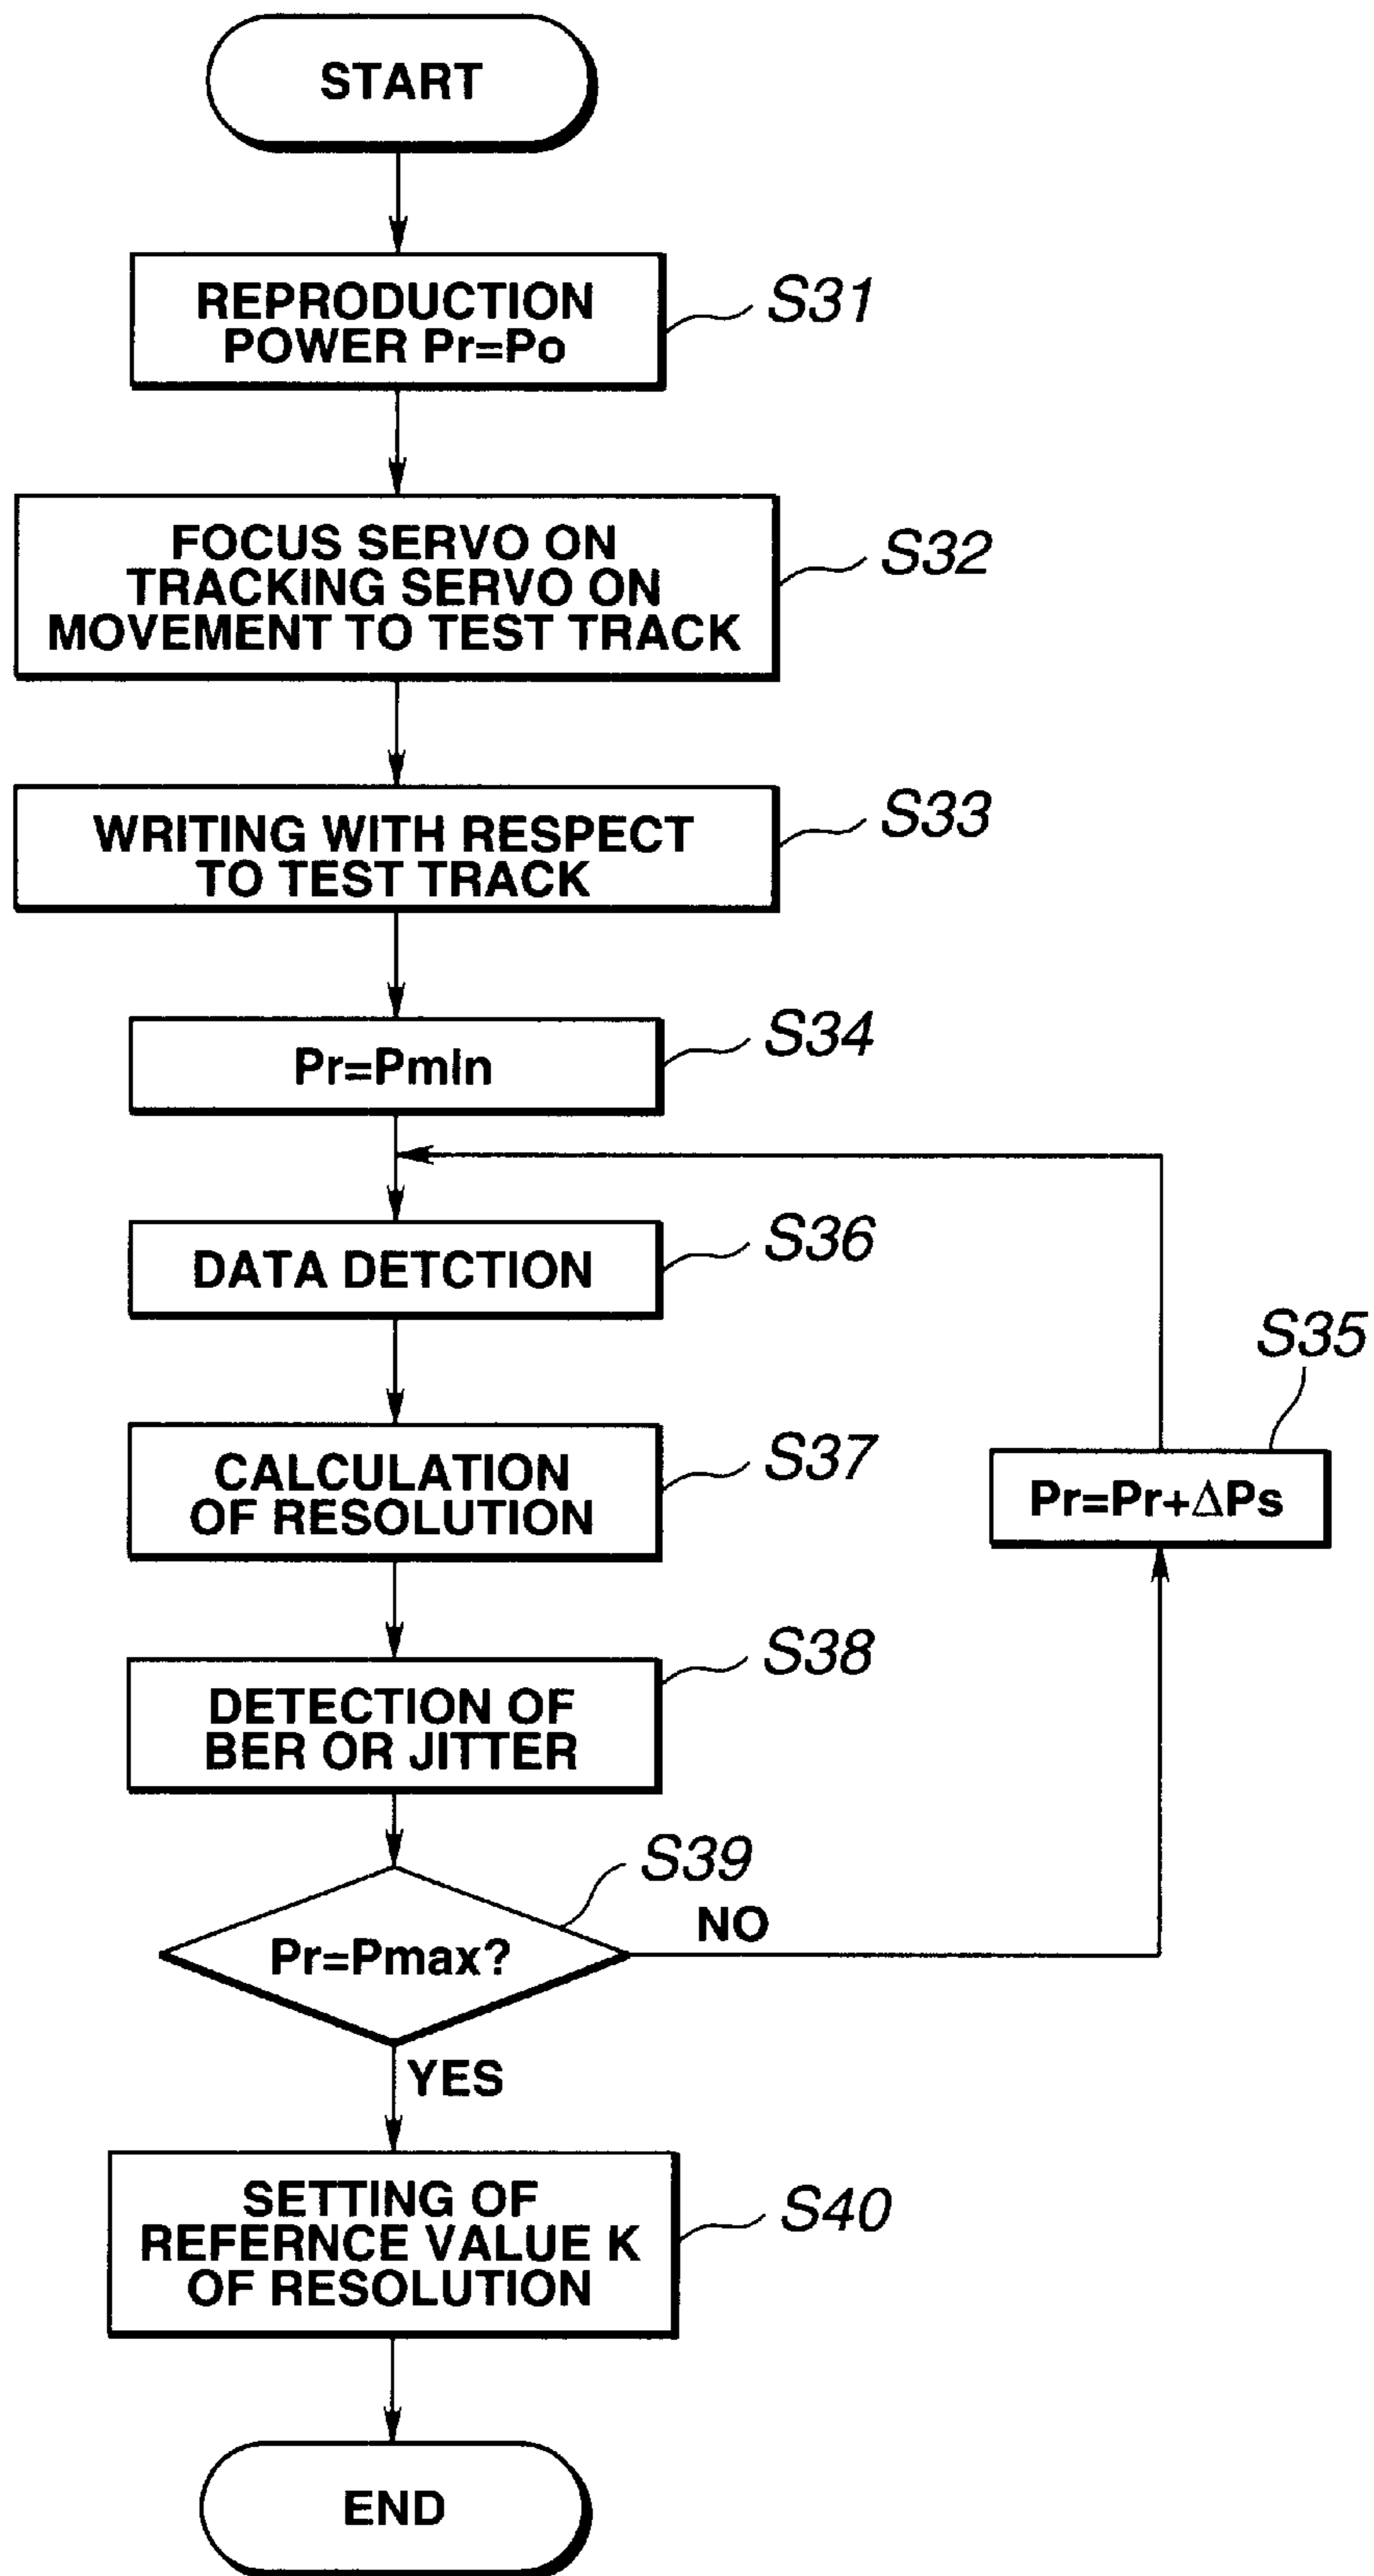 START
REPRODUCTION
POWER Pr=Po
S31
FOCUS SERVO ON
TRACKING SERVO ON
MOVEMENT TO TEST TRACK
S32
WRITING WITH RESPECT
TO TEST TRACK
S33
Pr=Pmin
S34
DATA DETCTION
S36
S35
Pr=Pr+ΔPs
CALCULATION
OF RESOLUTION
S37
DETECTION OF
BER OR JITTER
S38
S39
Pr=Pmax?
NO
YES
SETTING OF
REFERNCE VALUE K
OF RESOLUTION
S40
END